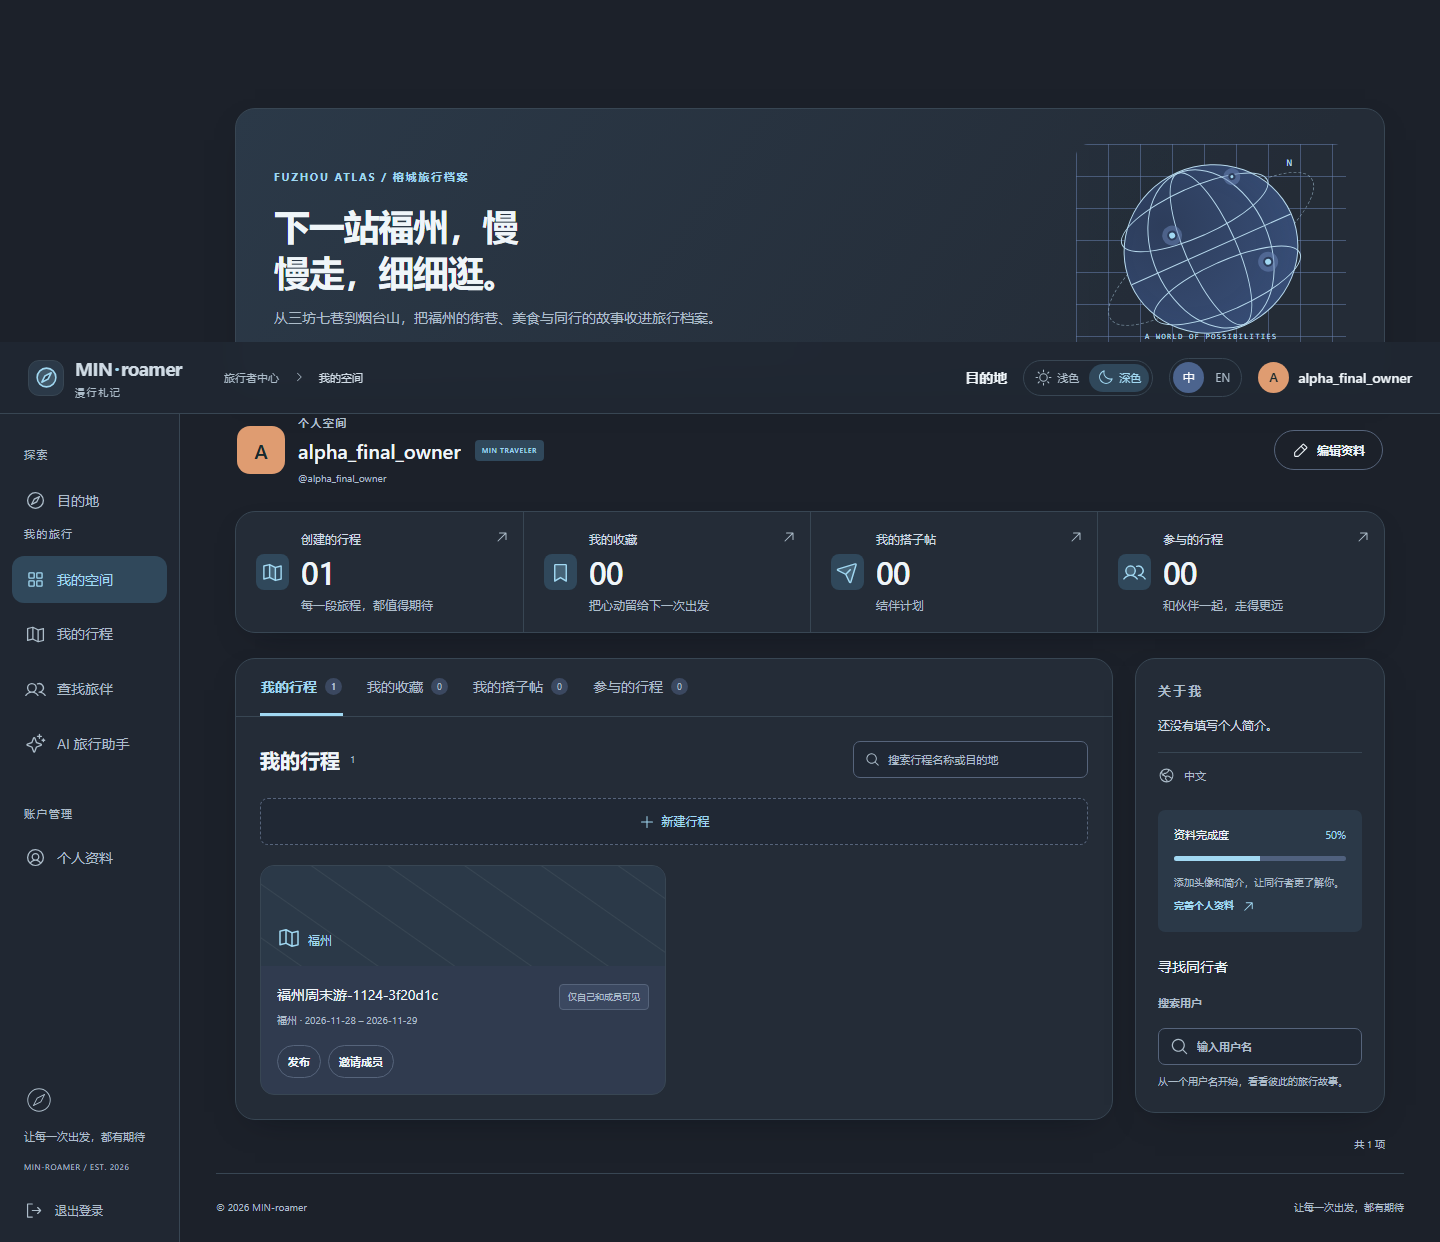 FUZHOU ATLAS / 榕城旅行档案
下一站福州，慢
慢走，细细逛。
从三坊七巷到烟台山，把福州的街巷、美食与同行的故事收进旅行档案。
N
A WORLD OF POSSIBILITIES
MIN·roamer
漫行札记
旅行者中心
我的空间
目的地
浅色
深色
中
EN
A
alpha_final_owner
探索
目的地
我的旅行
我的空间
我的行程
查找旅伴
AI 旅行助手
账户管理
个人资料
让每一次出发，都有期待
MIN-ROAMER / EST. 2026
退出登录
A
个人空间
alpha_final_owner
MIN TRAVELER
@alpha_final_owner
编辑资料
创建的行程
01
每一段旅程，都值得期待
我的收藏
00
把心动留给下一次出发
我的搭子帖
00
结伴计划
参与的行程
00
和伙伴一起，走得更远
我的行程 1
我的收藏 0
我的搭子帖 0
参与的行程 0
我的行程 1
搜索行程名称或目的地
新建行程
福州
福州周末游-1124-3f20d1c
仅自己和成员可见
福州 · 2026-11-28 – 2026-11-29
发布
邀请成员
关于我
还没有填写个人简介。
中文
资料完成度
50%
添加头像和简介，让同行者更了解你。
完善个人资料
寻找同行者
搜索用户
输入用户名
从一个用户名开始，看看彼此的旅行故事。
共 1 项
© 2026 MIN-roamer
让每一次出发，都有期待